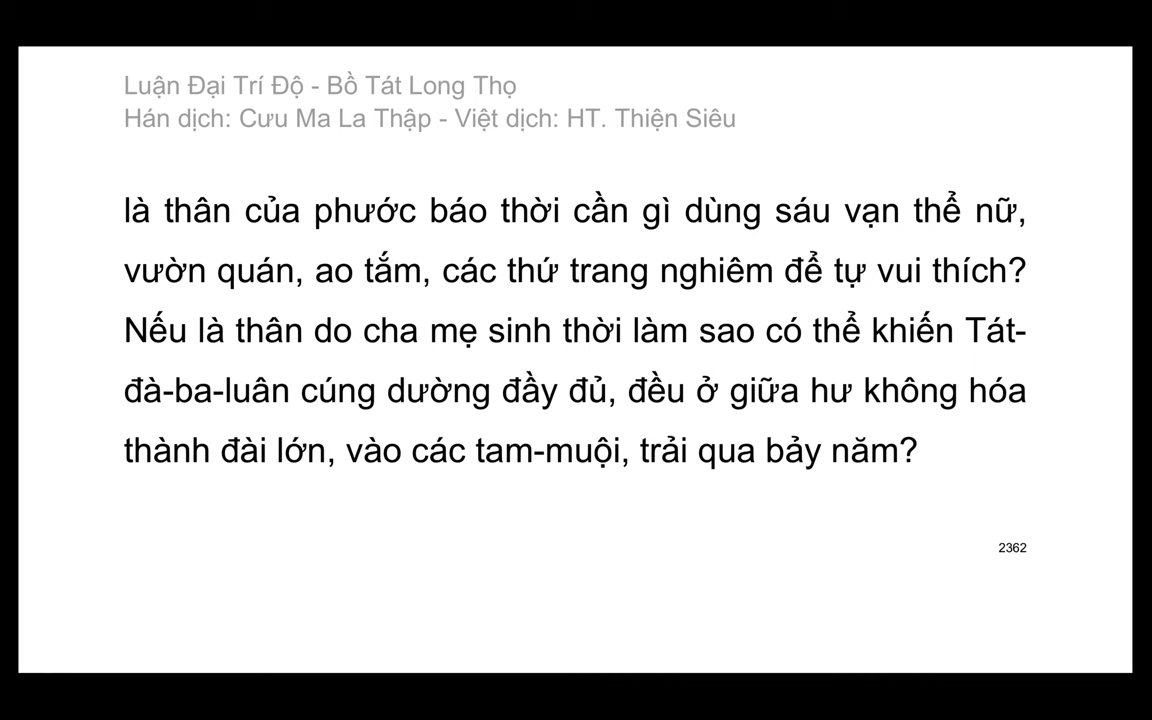 Luận Đại Trí Độ - Bồ Tát Long Thọ
Hán dịch: Cưu Ma La Thập - Việt dịch: HT. Thiện Siêu
là thân của phước báo thời cần gì dùng sáu vạn thể nữ,
vườn quán, ao tắm, các thứ trang nghiêm để tự vui thích?
Nếu là thân do cha mẹ sinh thời làm sao có thể khiến Tát-
đà-ba-luân cúng dường đầy đủ, đều ở giữa hư không hóa
thành đài lớn, vào các tam-muội, trải qua bảy năm?
2362